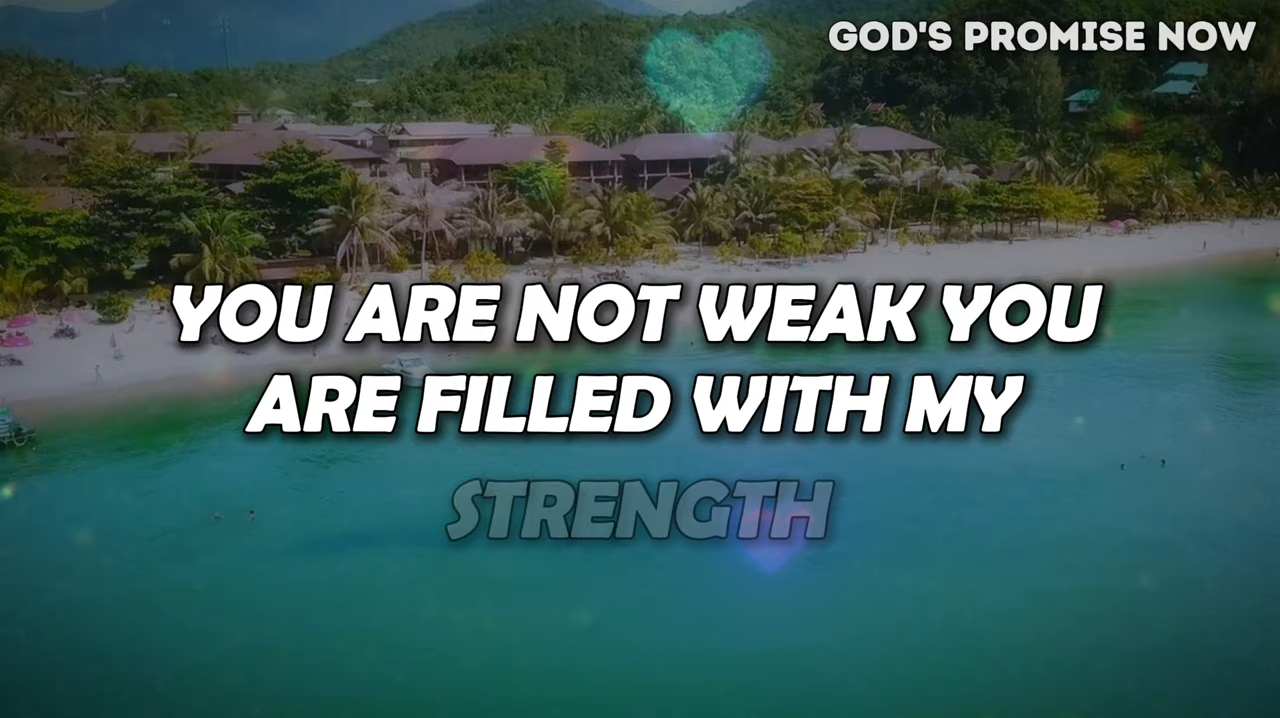 GOD'S PROMISE NOW
YOU ARE NOT WEAK YOU
ARE FILLED WITH MY
STRENGTH